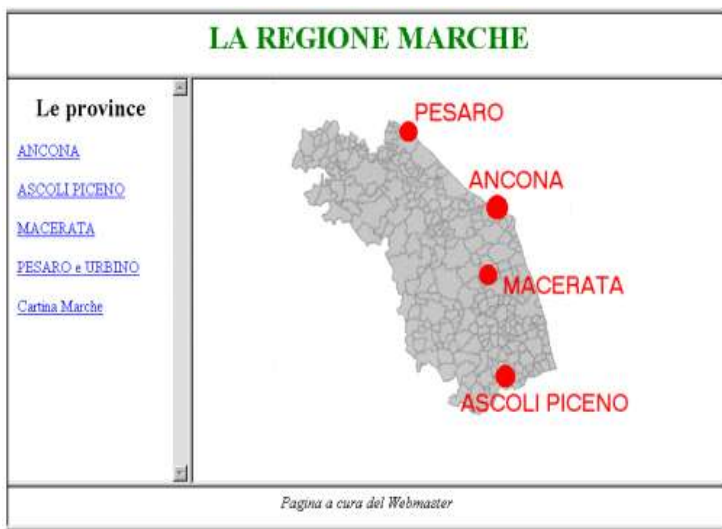 LA REGIONE MARCHE
Le province
ANCONA
ASCOLI PICENO
MACERATA
PESARO e URBINO
Cartina Marche
PESARO
ANCONA
MACERATA
ASCOLI PICENO
Pagina a cura del Webmaster